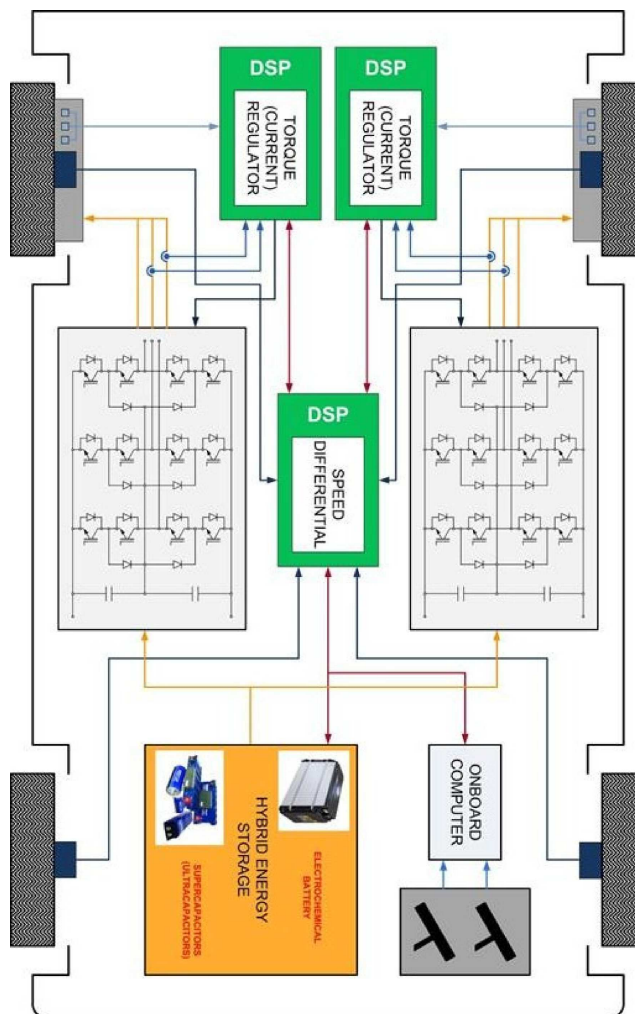 DSP
TORQUE
(CURRENT)
REGULATOR
DSP
TORQUE
(CURRENT)
REGULATOR
DSP
SPEED
DIFFERENTIAL
HYBRID ENERGY
STORAGE
ELECTROCHEMICAL
BATTERY
SUPERCAPACITORS
(ULTRACAPACITORS)
ONBOARD
COMPUTER